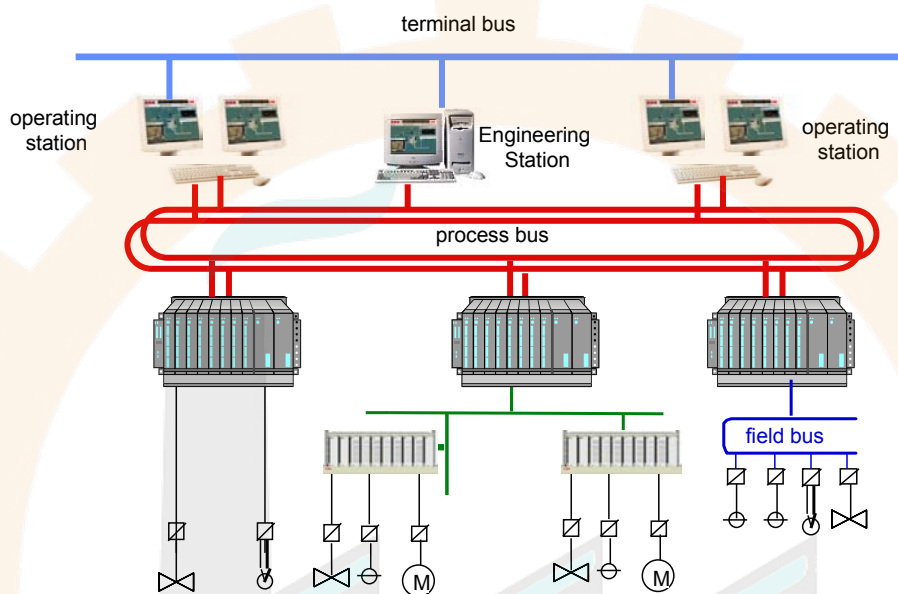 terminal bus
operating
station
Engineering
Station
operating
station
process bus
field bus
M
M